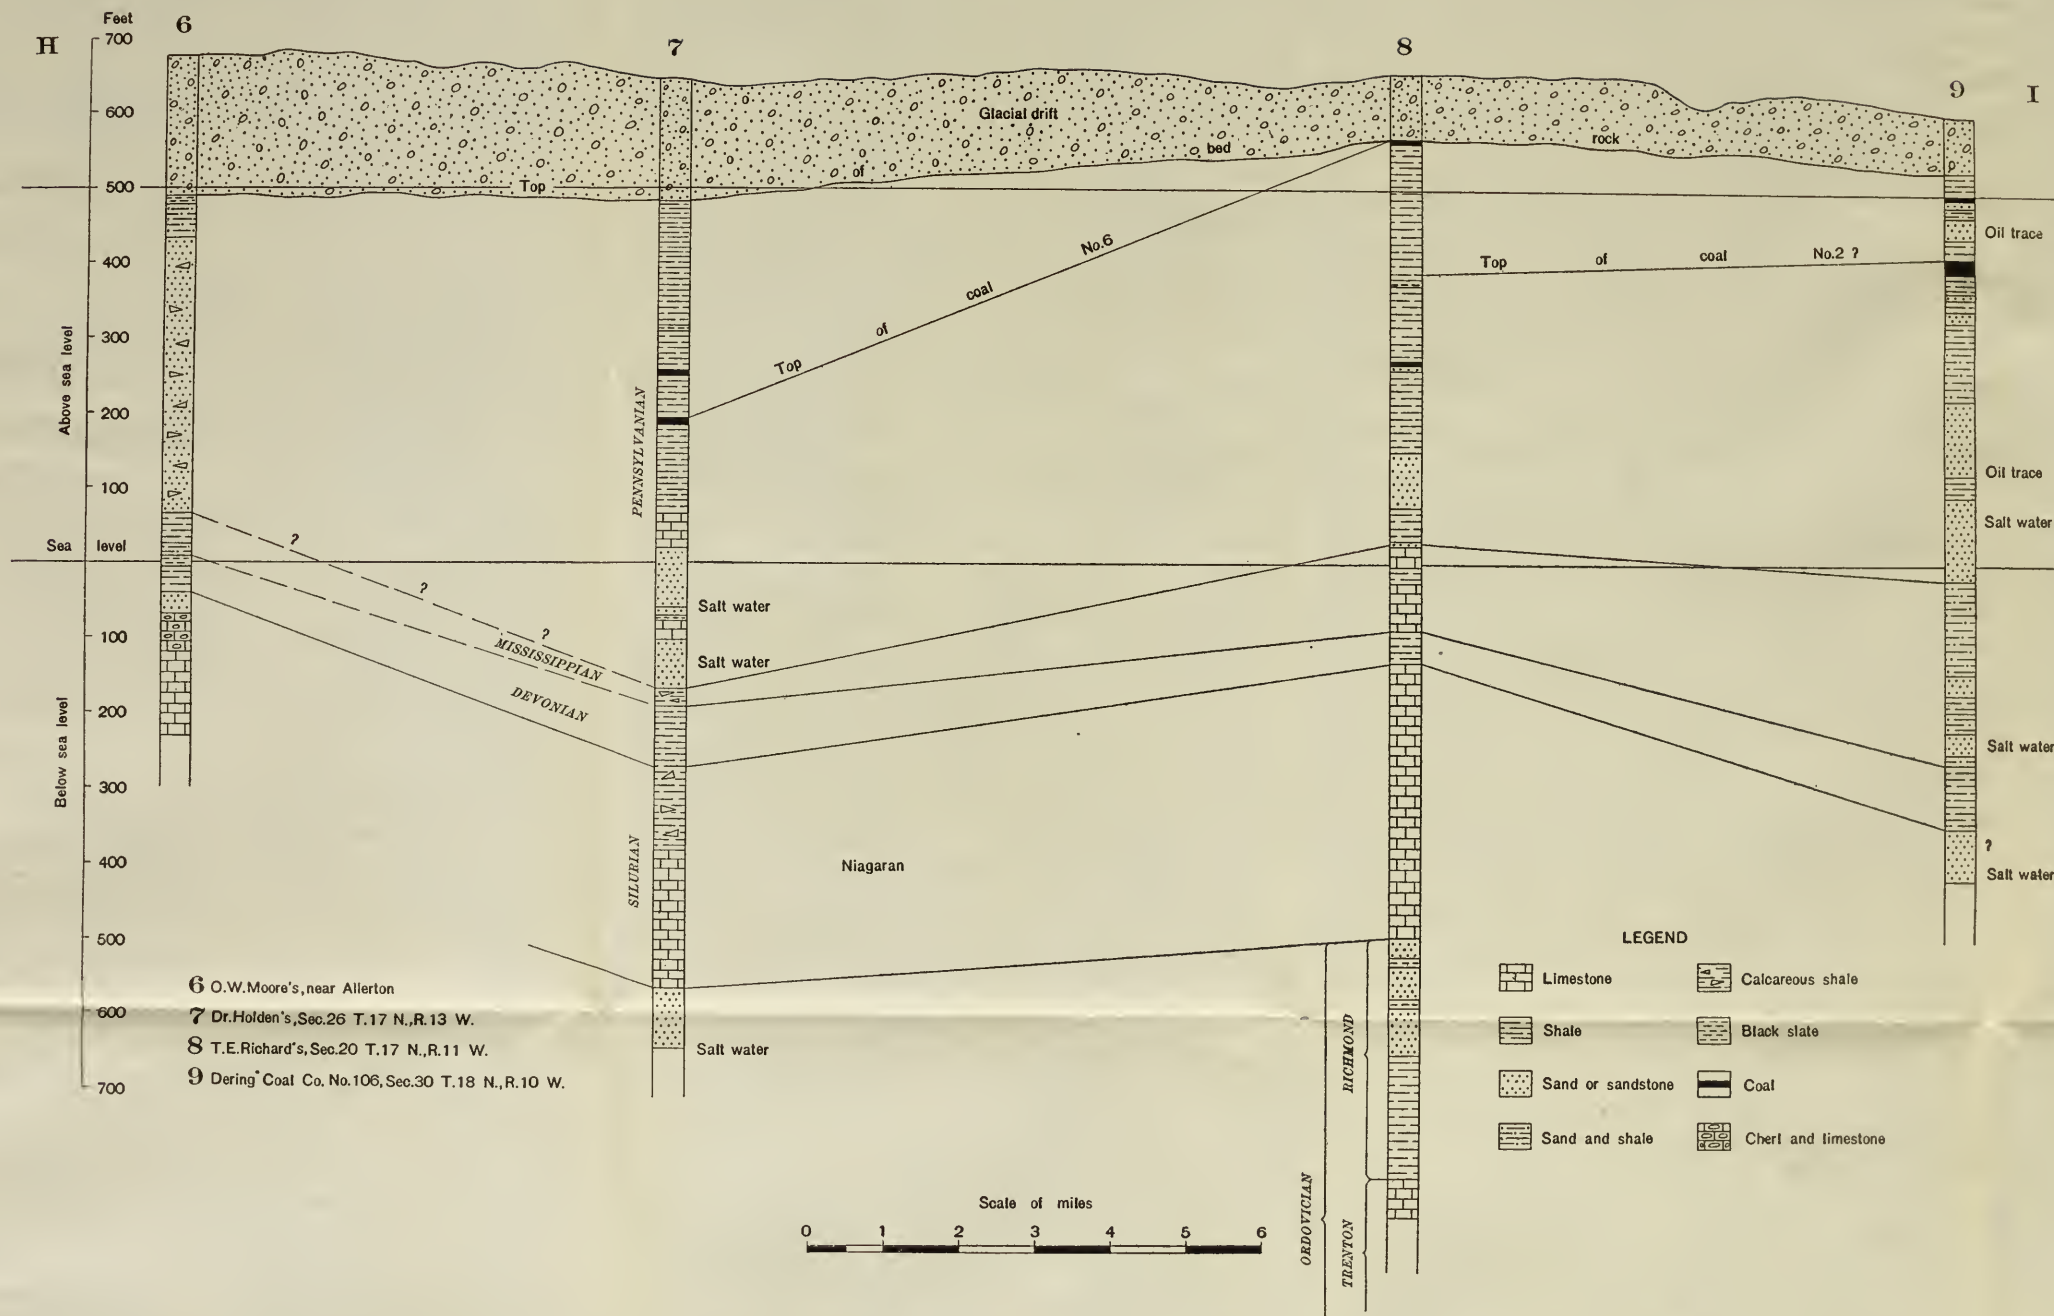 H
I
6
7
8
9
Feet
700
600
500
400
300
200
100
Sea level
100
200
300
400
500
600
700
Above sea level
Below sea level
Glacial drift
Top of bed rock
Top of coal No.6
Top of coal No.2 ?
Oil trace
Oil trace
Salt water
Salt water
?
Salt water
PENNSYLVANIAN
?
?
?
MISSISSIPPIAN
DEVONIAN
SILURIAN
Salt water
Salt water
Salt water
Niagaran
ORDOVICIAN
RICHMOND
TRENTON
6 O.W.Moore's, near Allerton
7 Dr.Holden's, Sec.26 T.17 N., R.13 W.
8 T.E.Richard's, Sec.20 T.17 N., R.11 W.
9 Dering Coal Co. No.106, Sec.30 T.18 N., R.10 W.
Scale of miles
0 1 2 3 4 5 6
LEGEND
Limestone
Shale
Sand or sandstone
Sand and shale
Calcareous shale
Black slate
Coal
Chert and limestone